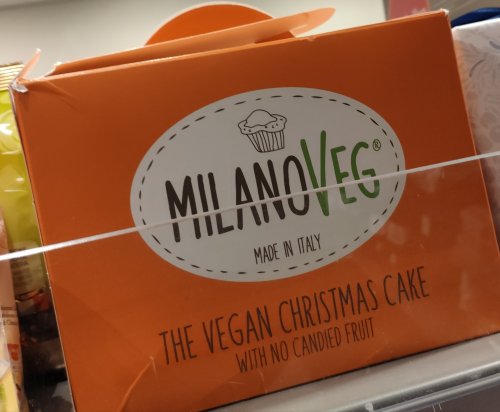 MILANOVEG®
MADE IN ITALY
THE VEGAN CHRISTMAS CAKE
WITH NO CANDIED FRUIT